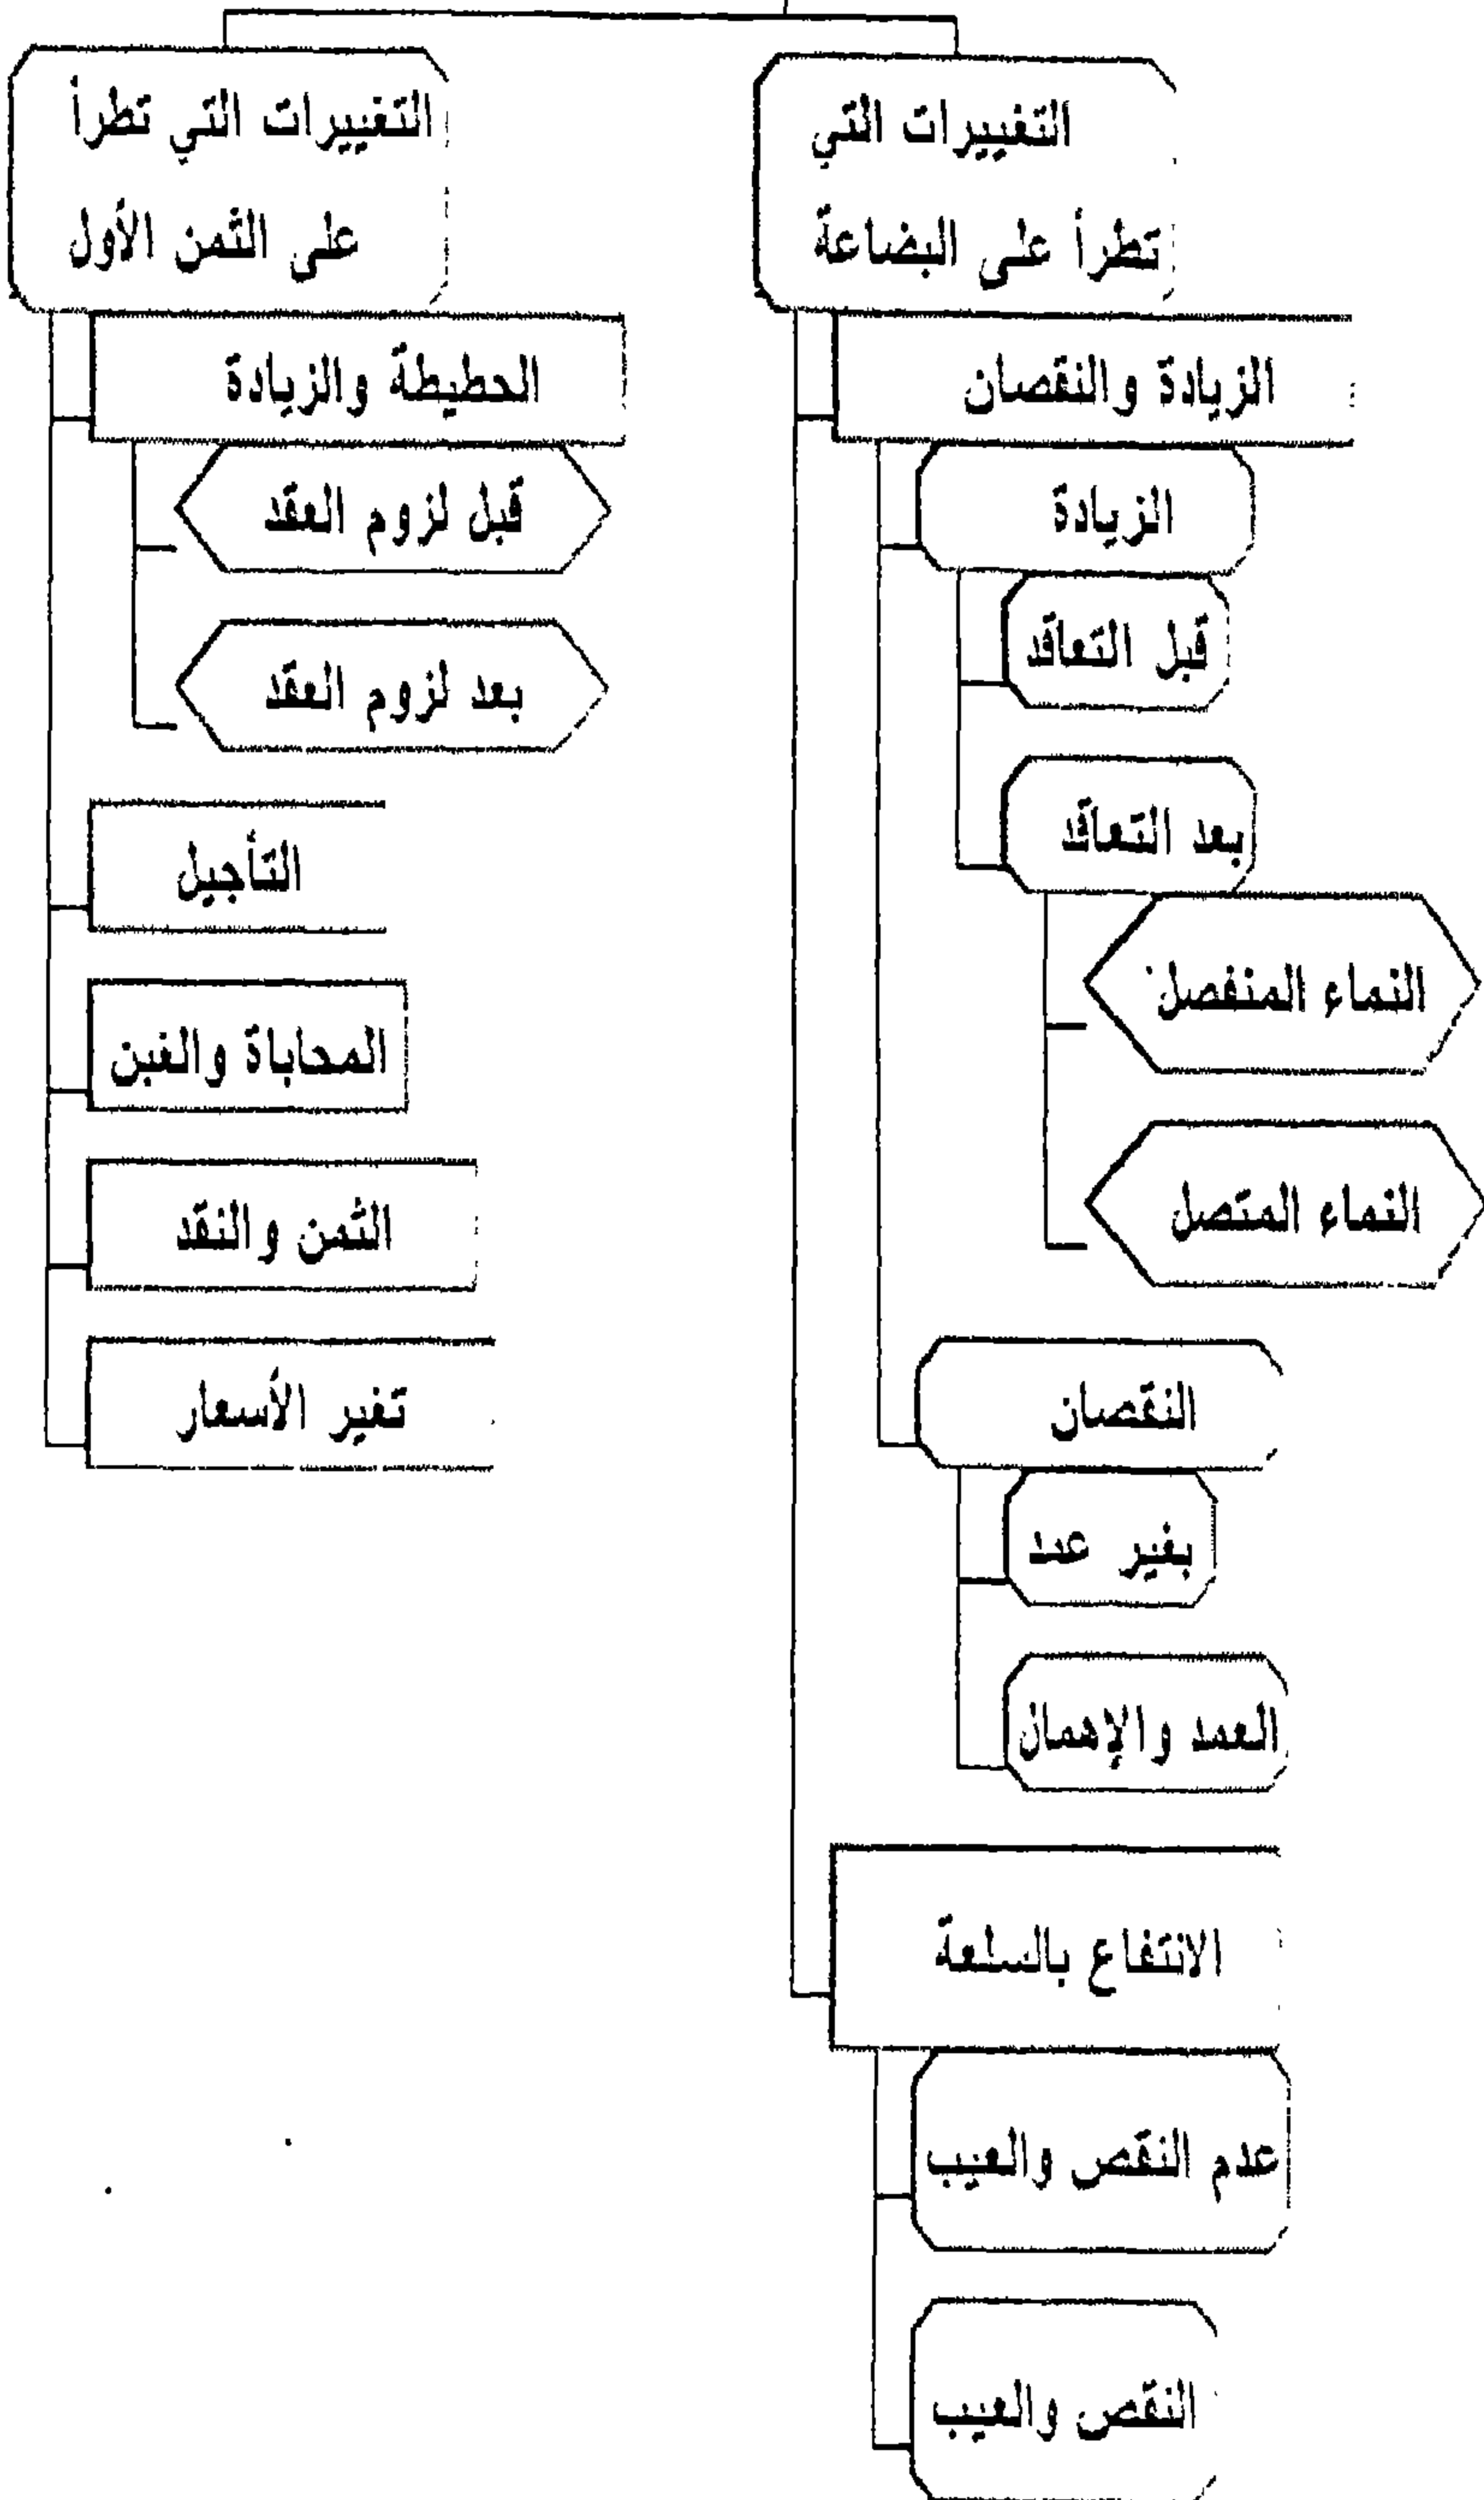 التغييرات التي
تطرأ على البضاعة
الزيادة والنقصان
الزيادة
قبل التعاقد
بعد التعاقد
النماء المنفصل
النماء المتصل
النقصان
بغير عمد
العمد والإهمال
الانتفاع بالسلعة
عدم النقص والعيب
النقص والعيب
التغييرات التي تطرأ
على الثمن الأول
الحطيطة والزيادة
قبل لزوم العقد
بعد لزوم العقد
التأجيل
المحاباة والغبن
الثمن والنقد
تغير الأسعار